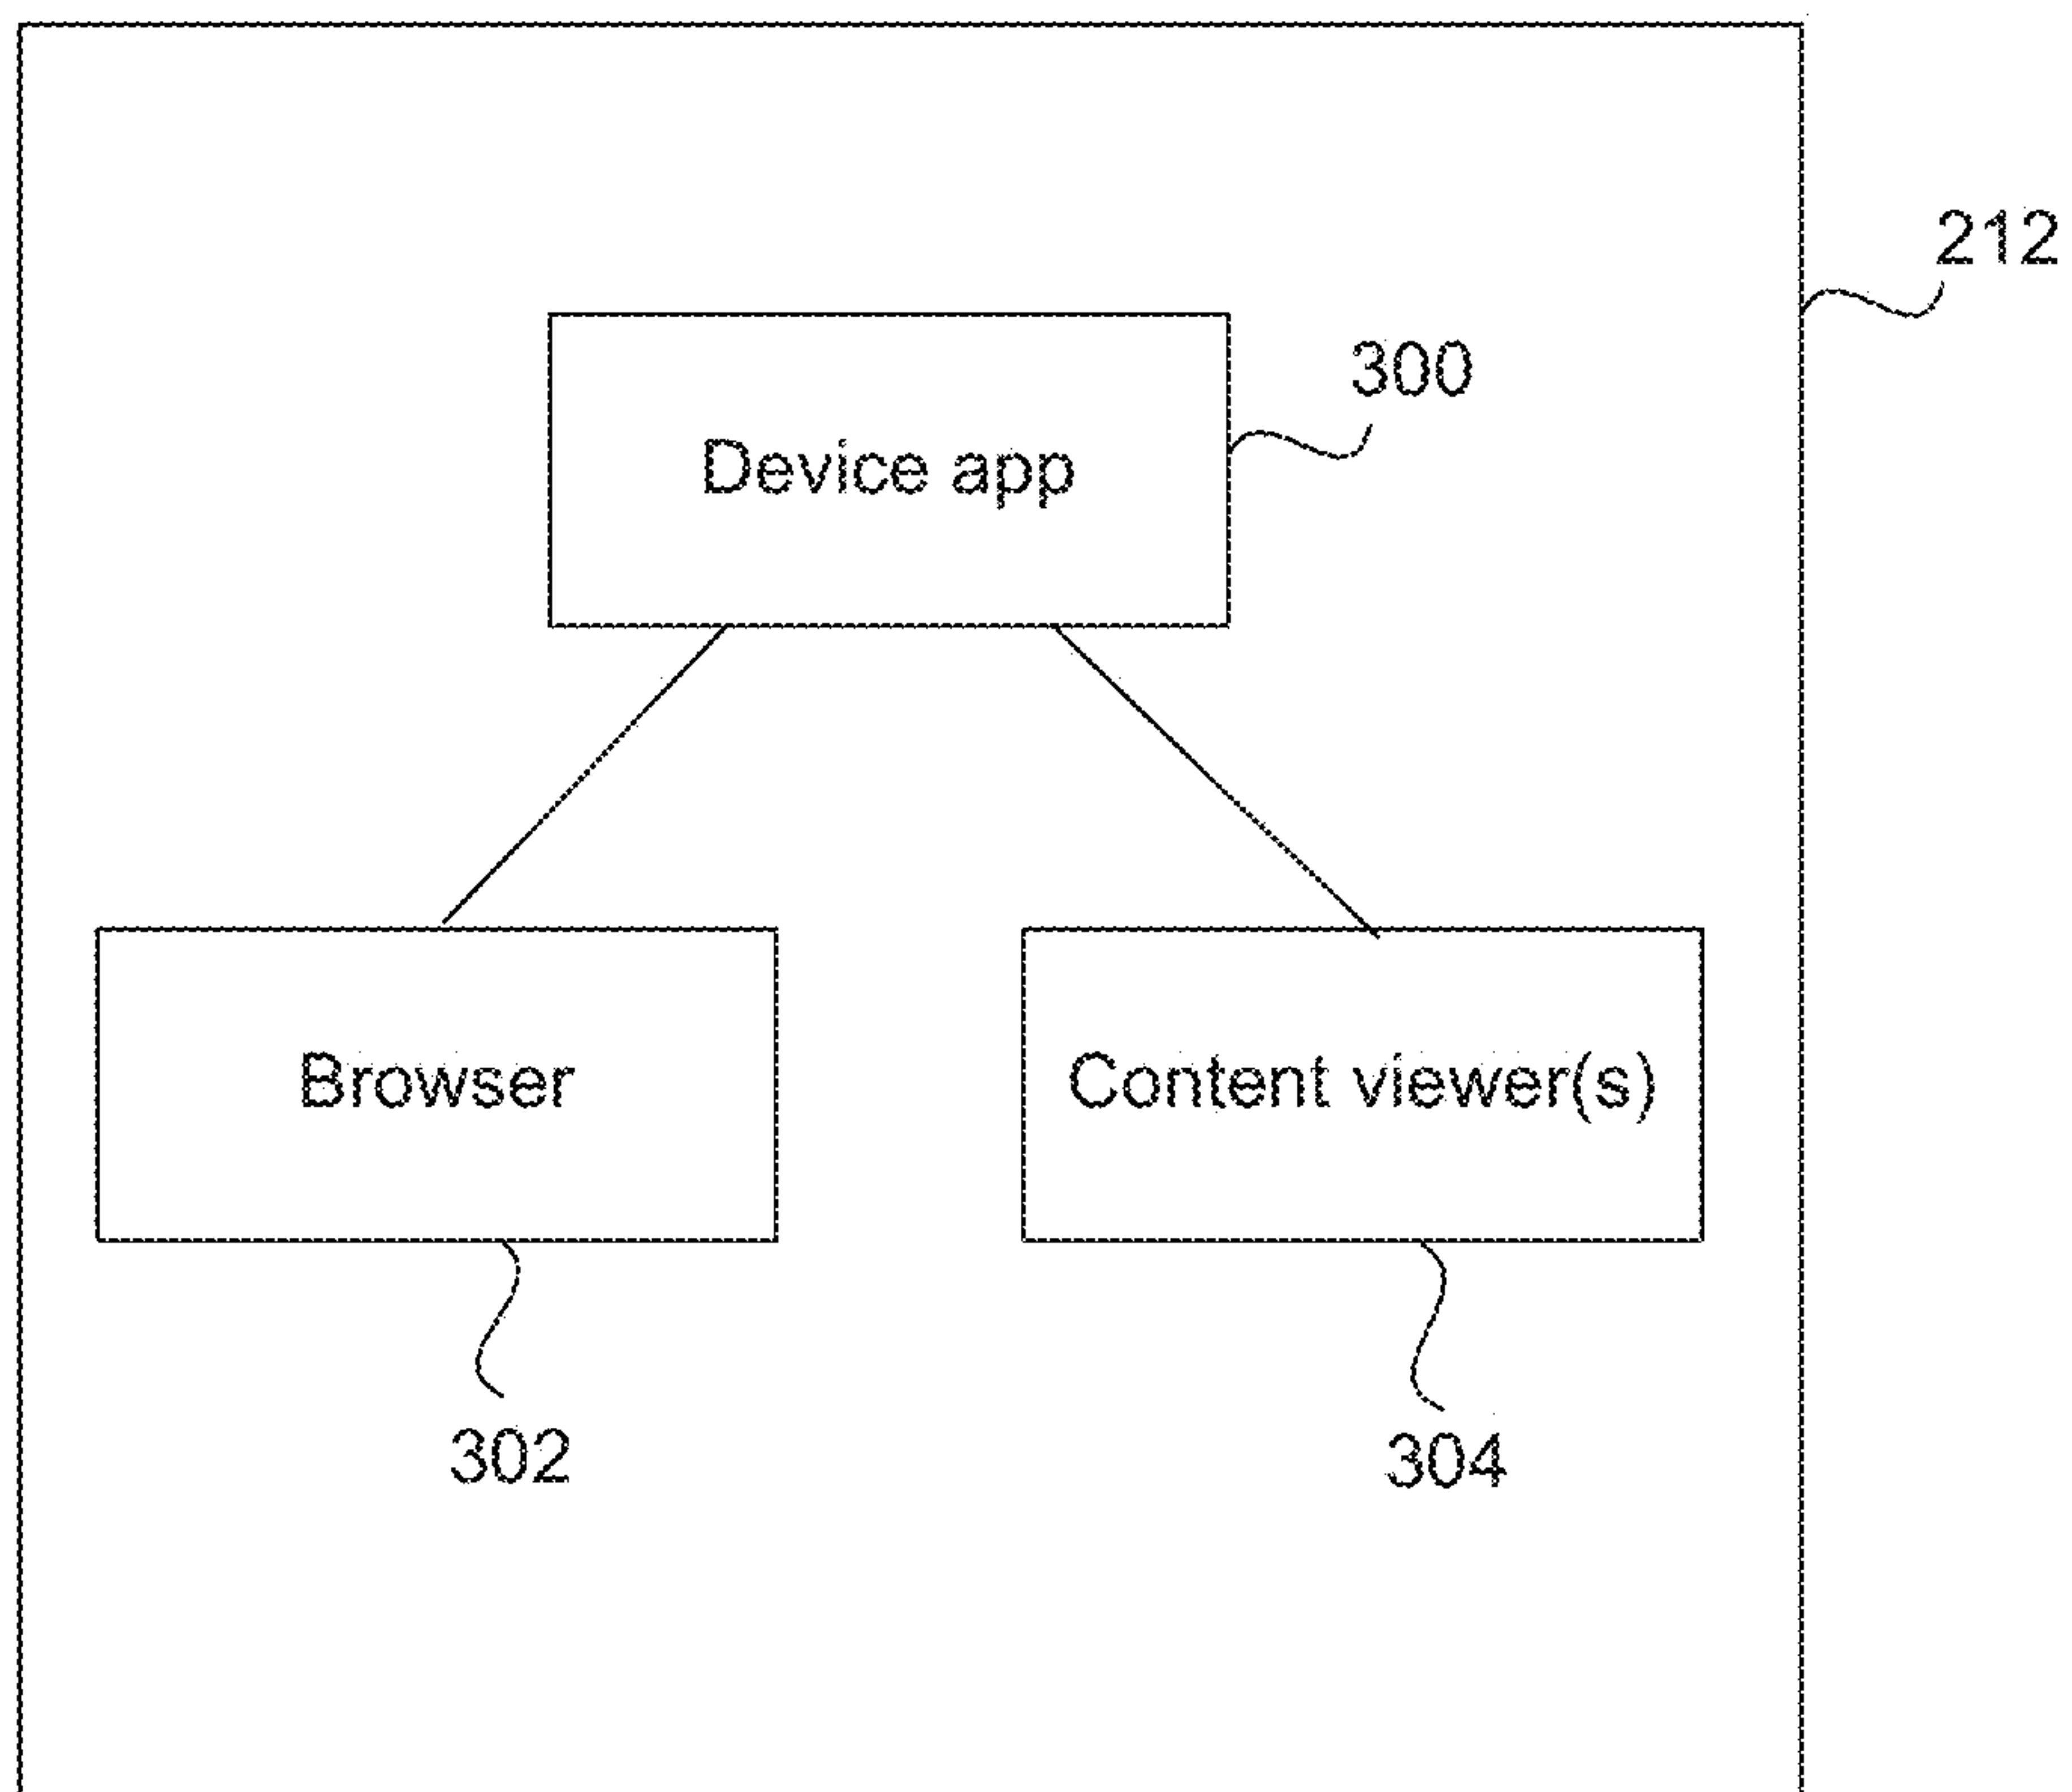 212
300
Device app
Browser
Content viewer(s)
302
304